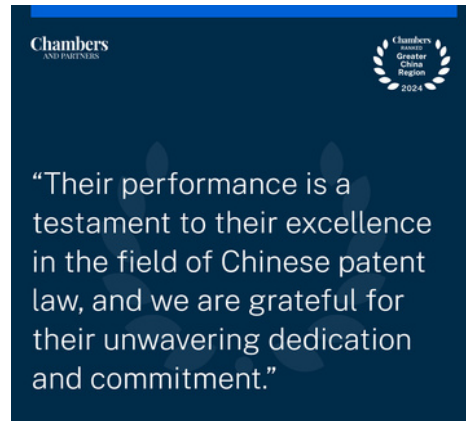 Chambers
AND PARTNERS
Chambers
RANKED
Greater
China
Region
2024
“Their performance is a
testament to their excellence
in the field of Chinese patent
law, and we are grateful for
their unwavering dedication
and commitment.”